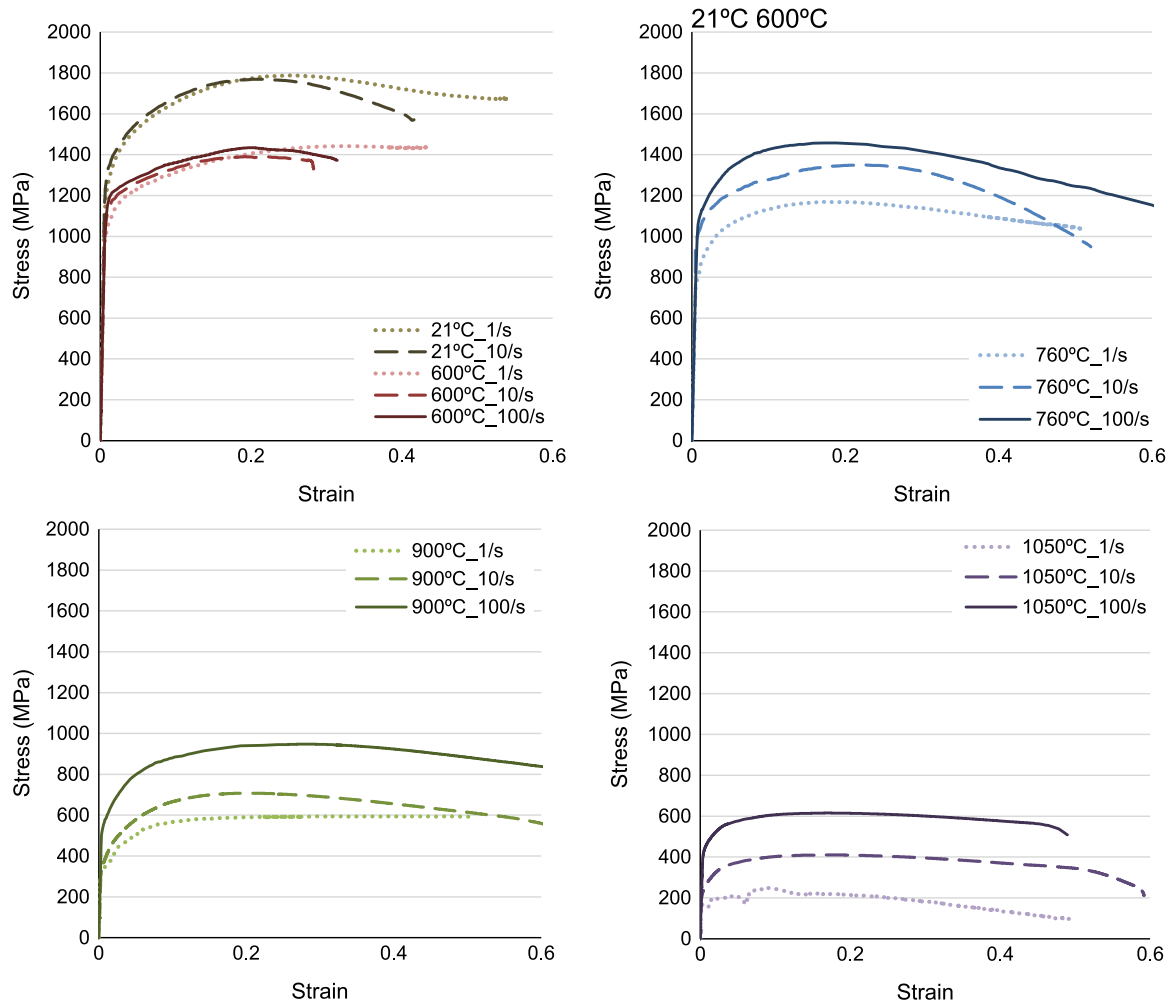 2000
1800
1600
1400
1200
1000
800
600
400
200
0
Stress (MPa)
21ºC_1/s
21ºC_10/s
600ºC_1/s
600ºC_10/s
600ºC_100/s
0
0.2
0.4
0.6
Strain
21ºC 600ºC
2000
1800
1600
1400
1200
1000
800
600
400
200
0
Stress (MPa)
760ºC_1/s
760ºC_10/s
760ºC_100/s
0
0.2
0.4
0.6
Strain
2000
1800
1600
1400
1200
1000
800
600
400
200
0
Stress (MPa)
900ºC_1/s
900ºC_10/s
900ºC_100/s
0
0.2
0.4
0.6
Strain
2000
1800
1600
1400
1200
1000
800
600
400
200
0
Stress (MPa)
1050ºC_1/s
1050ºC_10/s
1050ºC_100/s
0
0.2
0.4
0.6
Strain